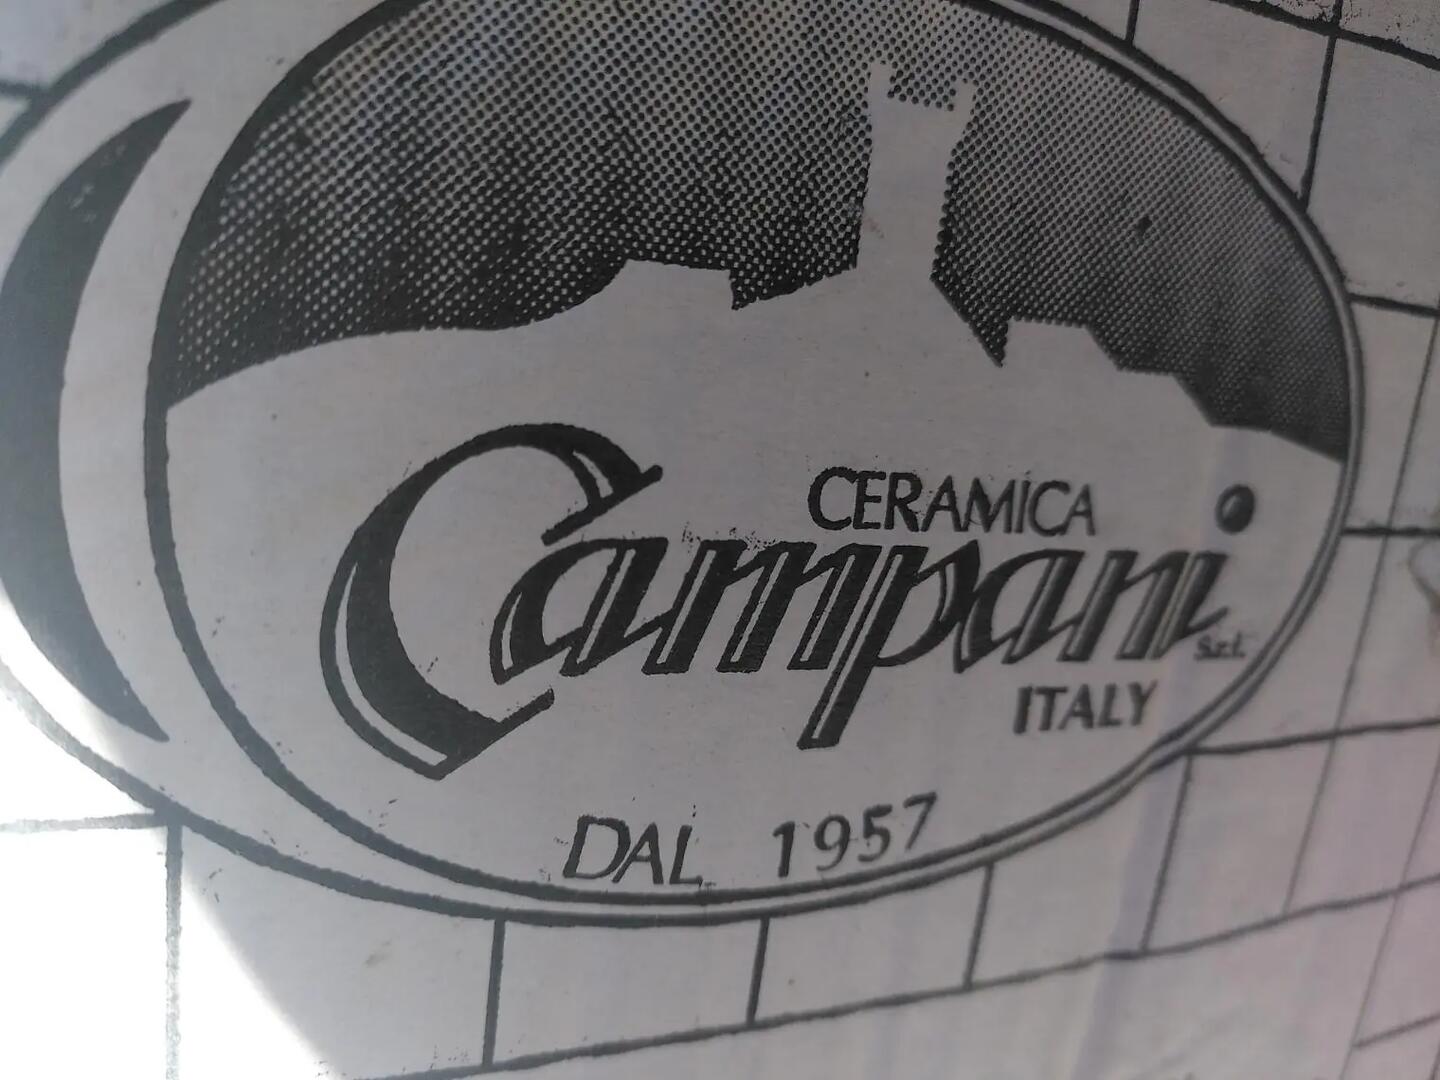 CERAMICA
Campani
S.r.l.
ITALY
DAL 1957